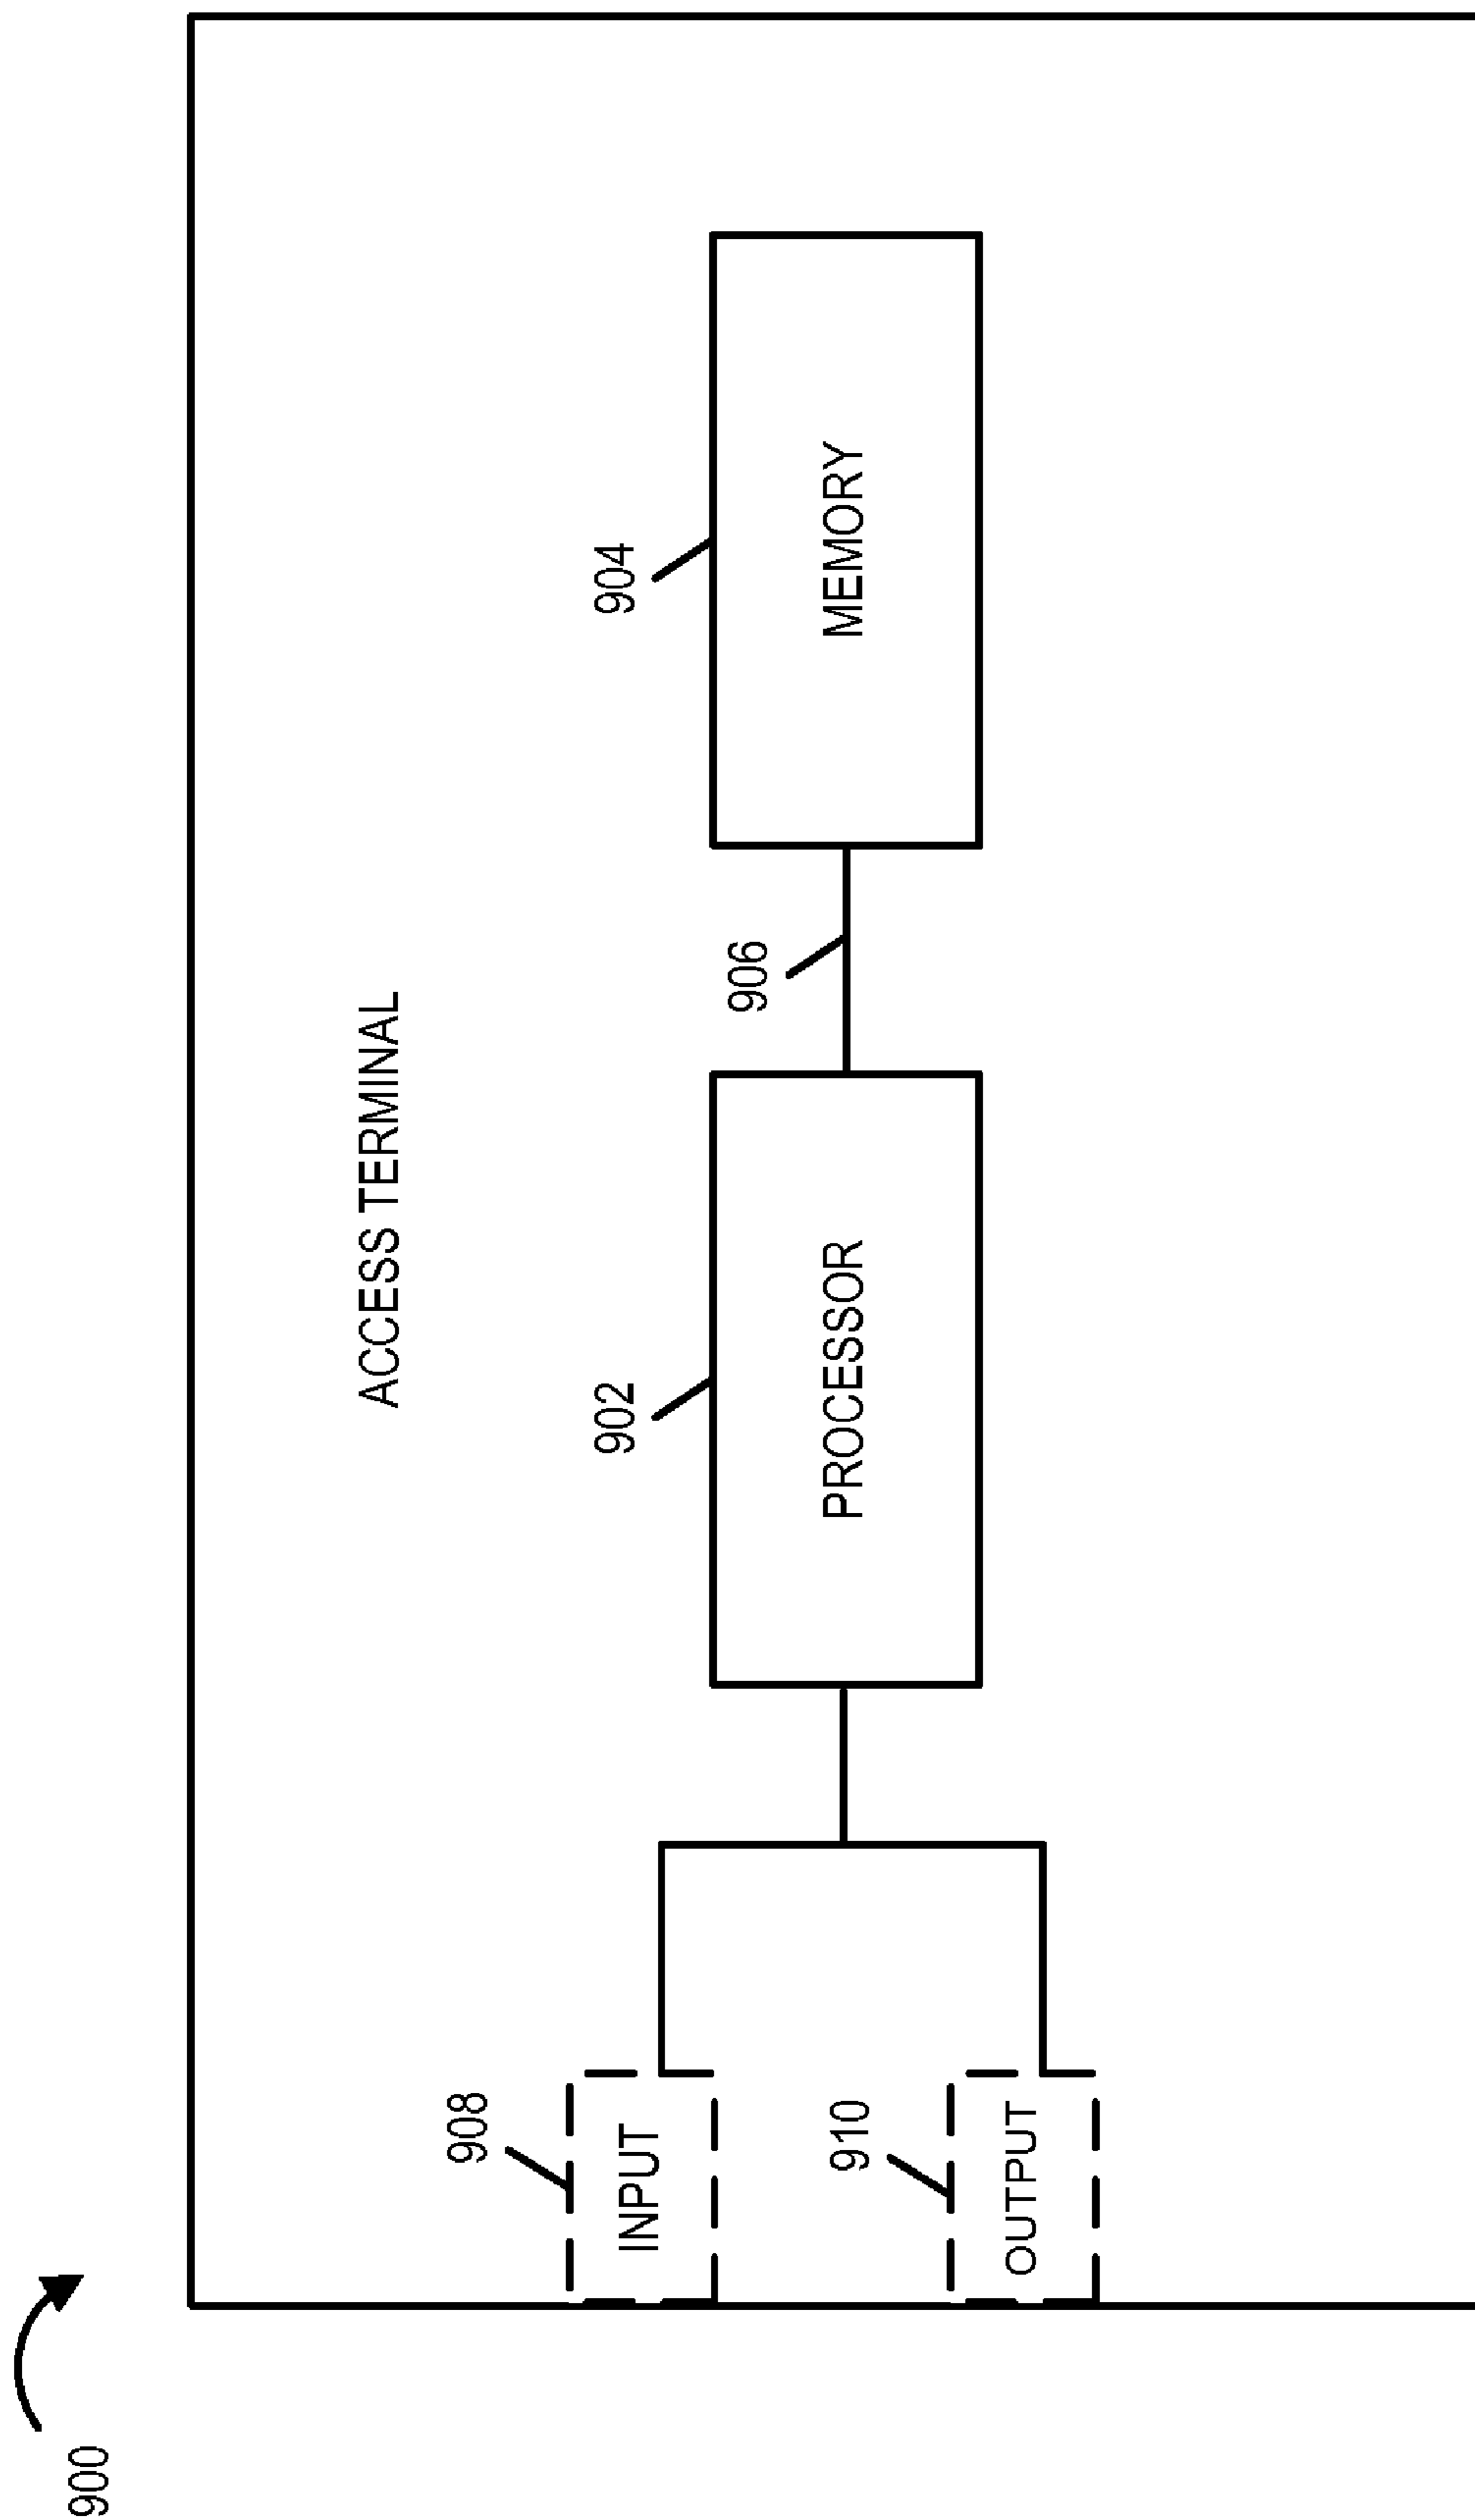 900
ACCESS TERMINAL
908
INPUT
910
OUTPUT
902
PROCESSOR
906
904
MEMORY